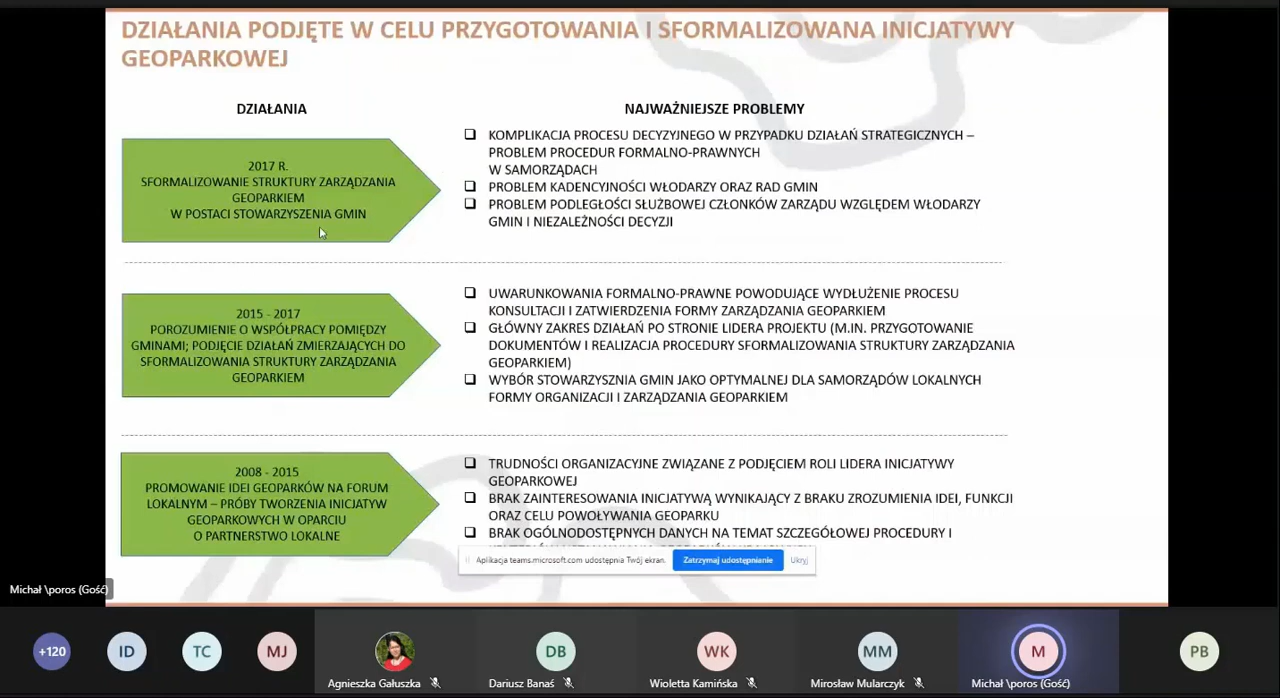 DZIAŁANIA PODJĘTE W CELU PRZYGOTOWANIA I SFORMALIZOWANA INICJATYWY
GEOPARKOWEJ
DZIAŁANIA
NAJWAŻNIEJSZE PROBLEMY
2017 R.
SFORMALIZOWANIE STRUKTURY ZARZĄDZANIA
GEOPARKIEM
W POSTACI STOWARZYSZENIA GMIN
KOMPLIKACJA PROCESU DECYZYJNEGO W PRZYPADKU DZIAŁAŃ STRATEGICZNYCH –
PROBLEM PROCEDUR FORMALNO-PRAWNYCH
W SAMORZĄDACH
PROBLEM KADENCYJNOŚCI WŁODARZY ORAZ RAD GMIN
PROBLEM PODLEGŁOŚCI SŁUŻBOWEJ CZŁONKÓW ZARZĄDU WZGLĘDEM WŁODARZY
GMIN I NIEZALEŻNOŚCI DECYZJI
2015 - 2017
POROZUMIENIE O WSPÓŁPRACY POMIĘDZY
GMINAMI; PODJĘCIE DZIAŁAŃ ZMIERZAJĄCYCH DO
SFORMALIZOWANIA STRUKTURY ZARZĄDZANIA
GEOPARKIEM
UWARUNKOWANIA FORMALNO-PRAWNE POWODUJĄCE WYDŁUŻENIE PROCESU
KONSULTACJI I ZATWIERDZENIA FORMY ZARZĄDZANIA GEOPARKIEM
GŁÓWNY ZAKRES DZIAŁAŃ PO STRONIE LIDERA PROJEKTU (M.IN. PRZYGOTOWANIE
DOKUMENTÓW I REALIZACJA PROCEDURY SFORMALIZOWANIA STRUKTURY ZARZĄDZANIA
GEOPARKIEM)
WYBÓR STOWARZYSZNIA GMIN JAKO OPTYMALNEJ DLA SAMORZĄDÓW LOKALNYCH
FORMY ORGANIZACJI I ZARZĄDZANIA GEOPARKIEM
2008 - 2015
PROMOWANIE IDEI GEOPARKÓW NA FORUM
LOKALNYM – PRÓBY TWORZENIA INICJATYW
GEOPARKOWYCH W OPARCIU
O PARTNERSTWO LOKALNE
TRUDNOŚCI ORGANIZACYJNE ZWIĄZANE Z PODJĘCIEM ROLI LIDERA INICJATYWY
GEOPARKOWEJ
BRAK ZAINTERESOWANIA INICJATYWĄ WYNIKAJĄCY Z BRAKU ZROZUMIENIA IDEI, FUNKCJI
ORAZ CELU POWOŁYWANIA GEOPARKU
BRAK OGÓLNODOSTĘPNYCH DANYCH NA TEMAT SZCZEGÓŁOWEJ PROCEDURY I
Aplikacja teams.microsoft.com udostępnia Twój ekran.
Zatrzymaj udostępnianie
Ukryj
Michał \poros (Gość)
+120
ID
TC
MJ
DB
WK
MM
M
PB
Agnieszka Gałuszka
Dariusz Banaś
Wioletta Kamińska
Mirosław Mularczyk
Michał \poros (Gość)